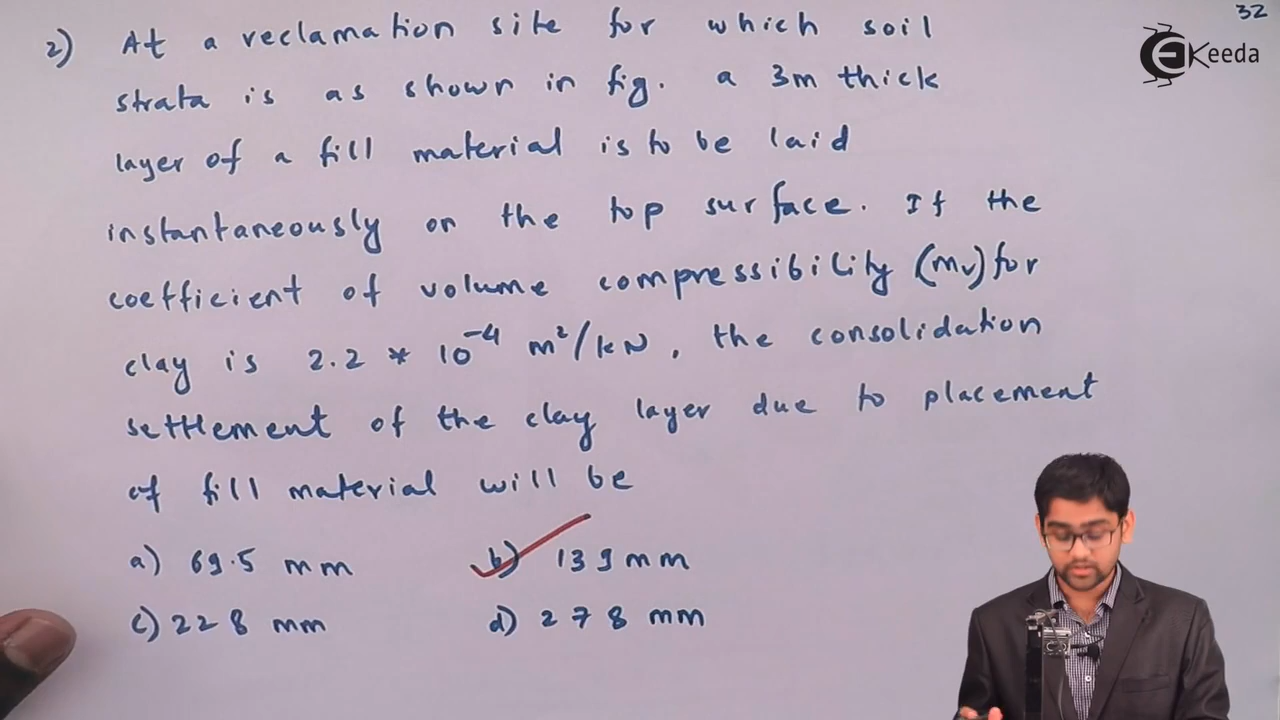 32
EKeeda
2) At a reclamation site for which soil
strata is as shown in fig. a 3m thick
layer of a fill material is to be laid
instantaneously on the top surface. If the
coefficient of volume compressibility (mv) for
clay is 2.2 * 10⁻⁴ m²/kN, the consolidation
settlement of the clay layer due to placement
of fill material will be
a) 69.5 mm b) 139 mm
c) 228 mm d) 278 mm